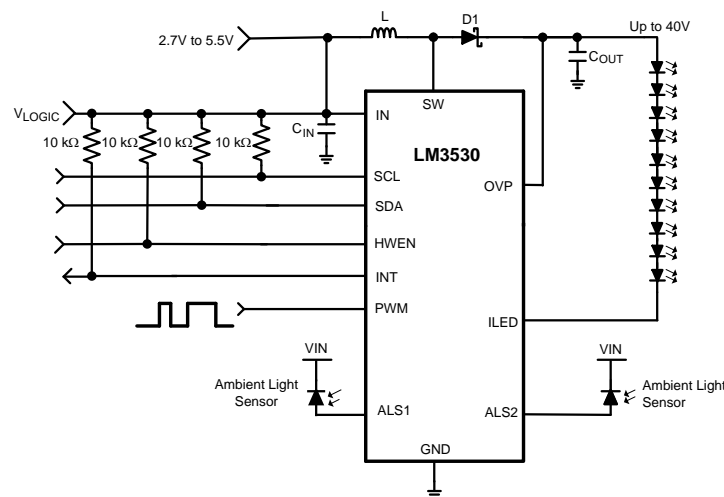 L
D1
2.7V to 5.5V
Up to 40V
COUT
SW
VLOGIC
IN
CIN
10 kΩ 10 kΩ 10 kΩ 10 kΩ
LM3530
SCL
OVP
SDA
HWEN
INT
PWM
ILED
VIN
VIN
Ambient Light
Sensor
Ambient Light
Sensor
ALS1
ALS2
GND